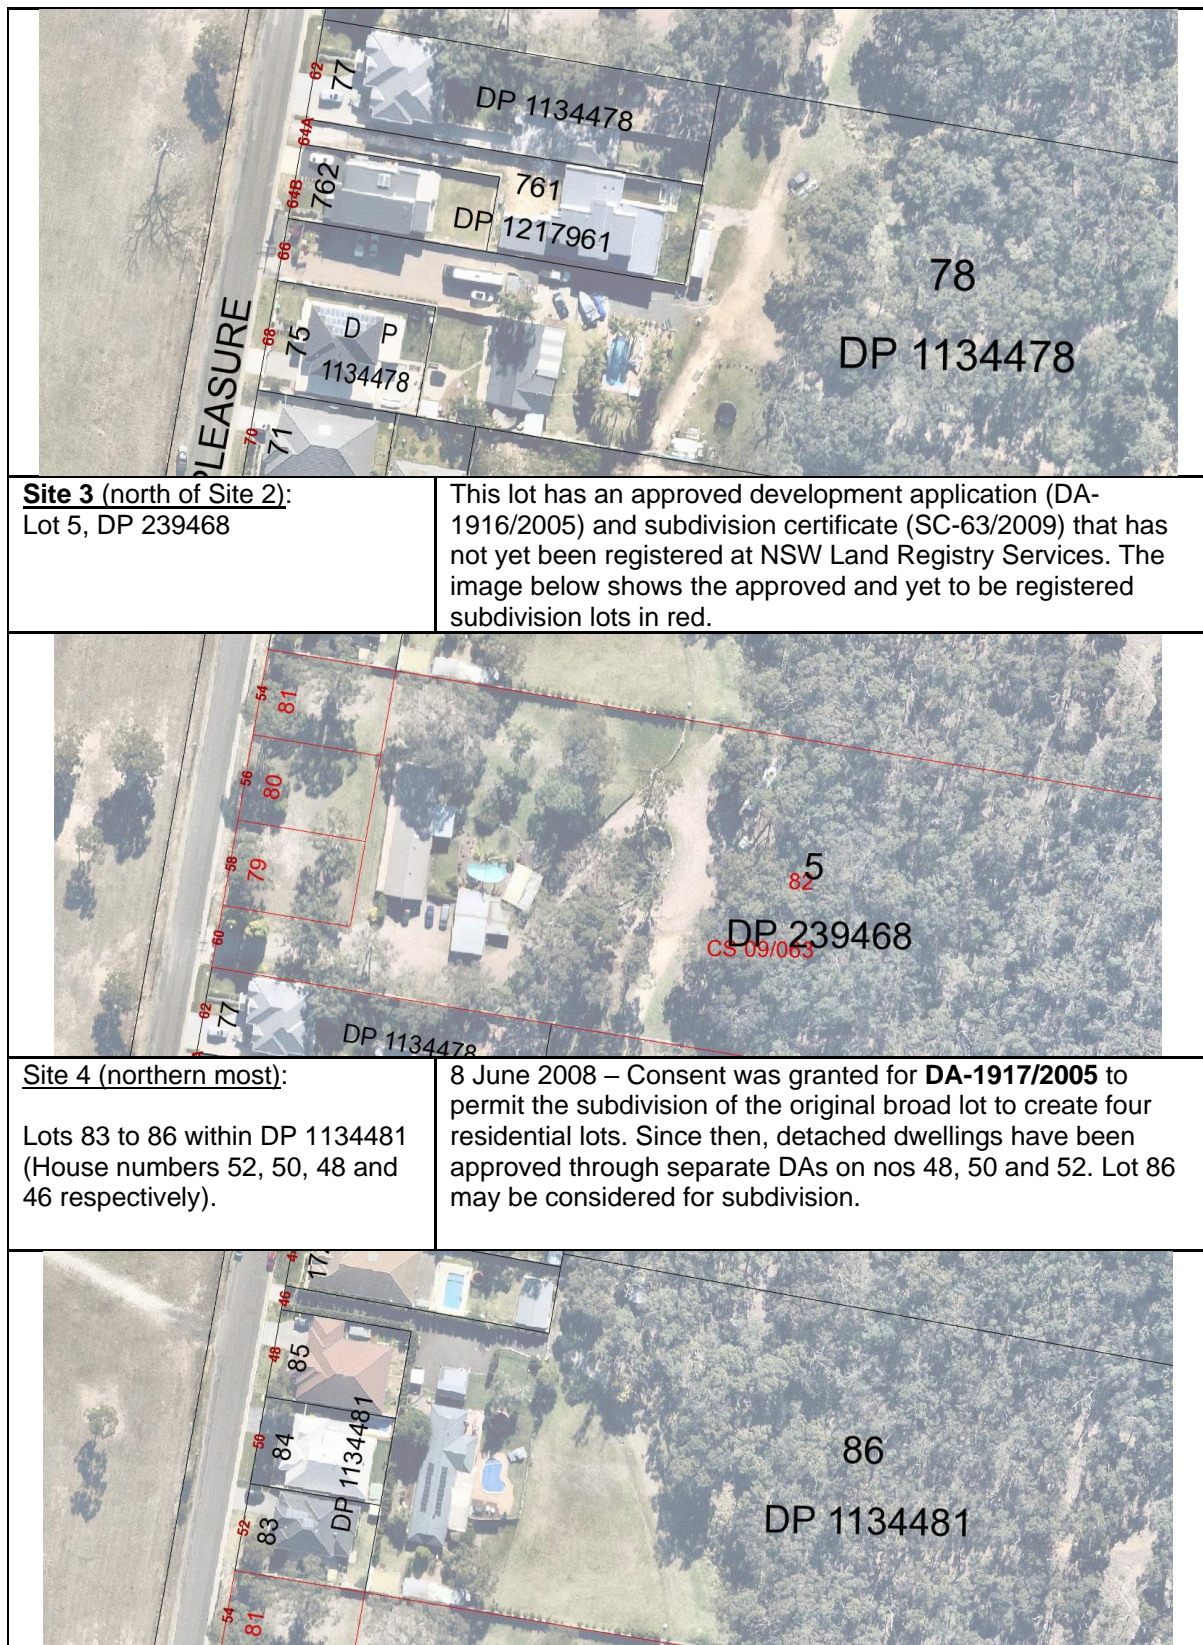 62
77
DP 1134478
64A
64B
762
761
DP 1217961
66
78
DP 1134478
68
75
D P
1134478
PLEASURE
70
71
Site 3 (north of Site 2):
Lot 5, DP 239468
This lot has an approved development application (DA-
1916/2005) and subdivision certificate (SC-63/2009) that has
not yet been registered at NSW Land Registry Services. The
image below shows the approved and yet to be registered
subdivision lots in red.
54
81
56
80
58
79
5
82
DP 239468
CS 09/063
60
62
77
DP 1134478
Site 4 (northern most):
Lots 83 to 86 within DP 1134481
(House numbers 52, 50, 48 and
46 respectively).
8 June 2008 – Consent was granted for DA-1917/2005 to
permit the subdivision of the original broad lot to create four
residential lots. Since then, detached dwellings have been
approved through separate DAs on nos 48, 50 and 52. Lot 86
may be considered for subdivision.
46
48
85
50
84
DP 1134481
86
DP 1134481
52
83
54
81